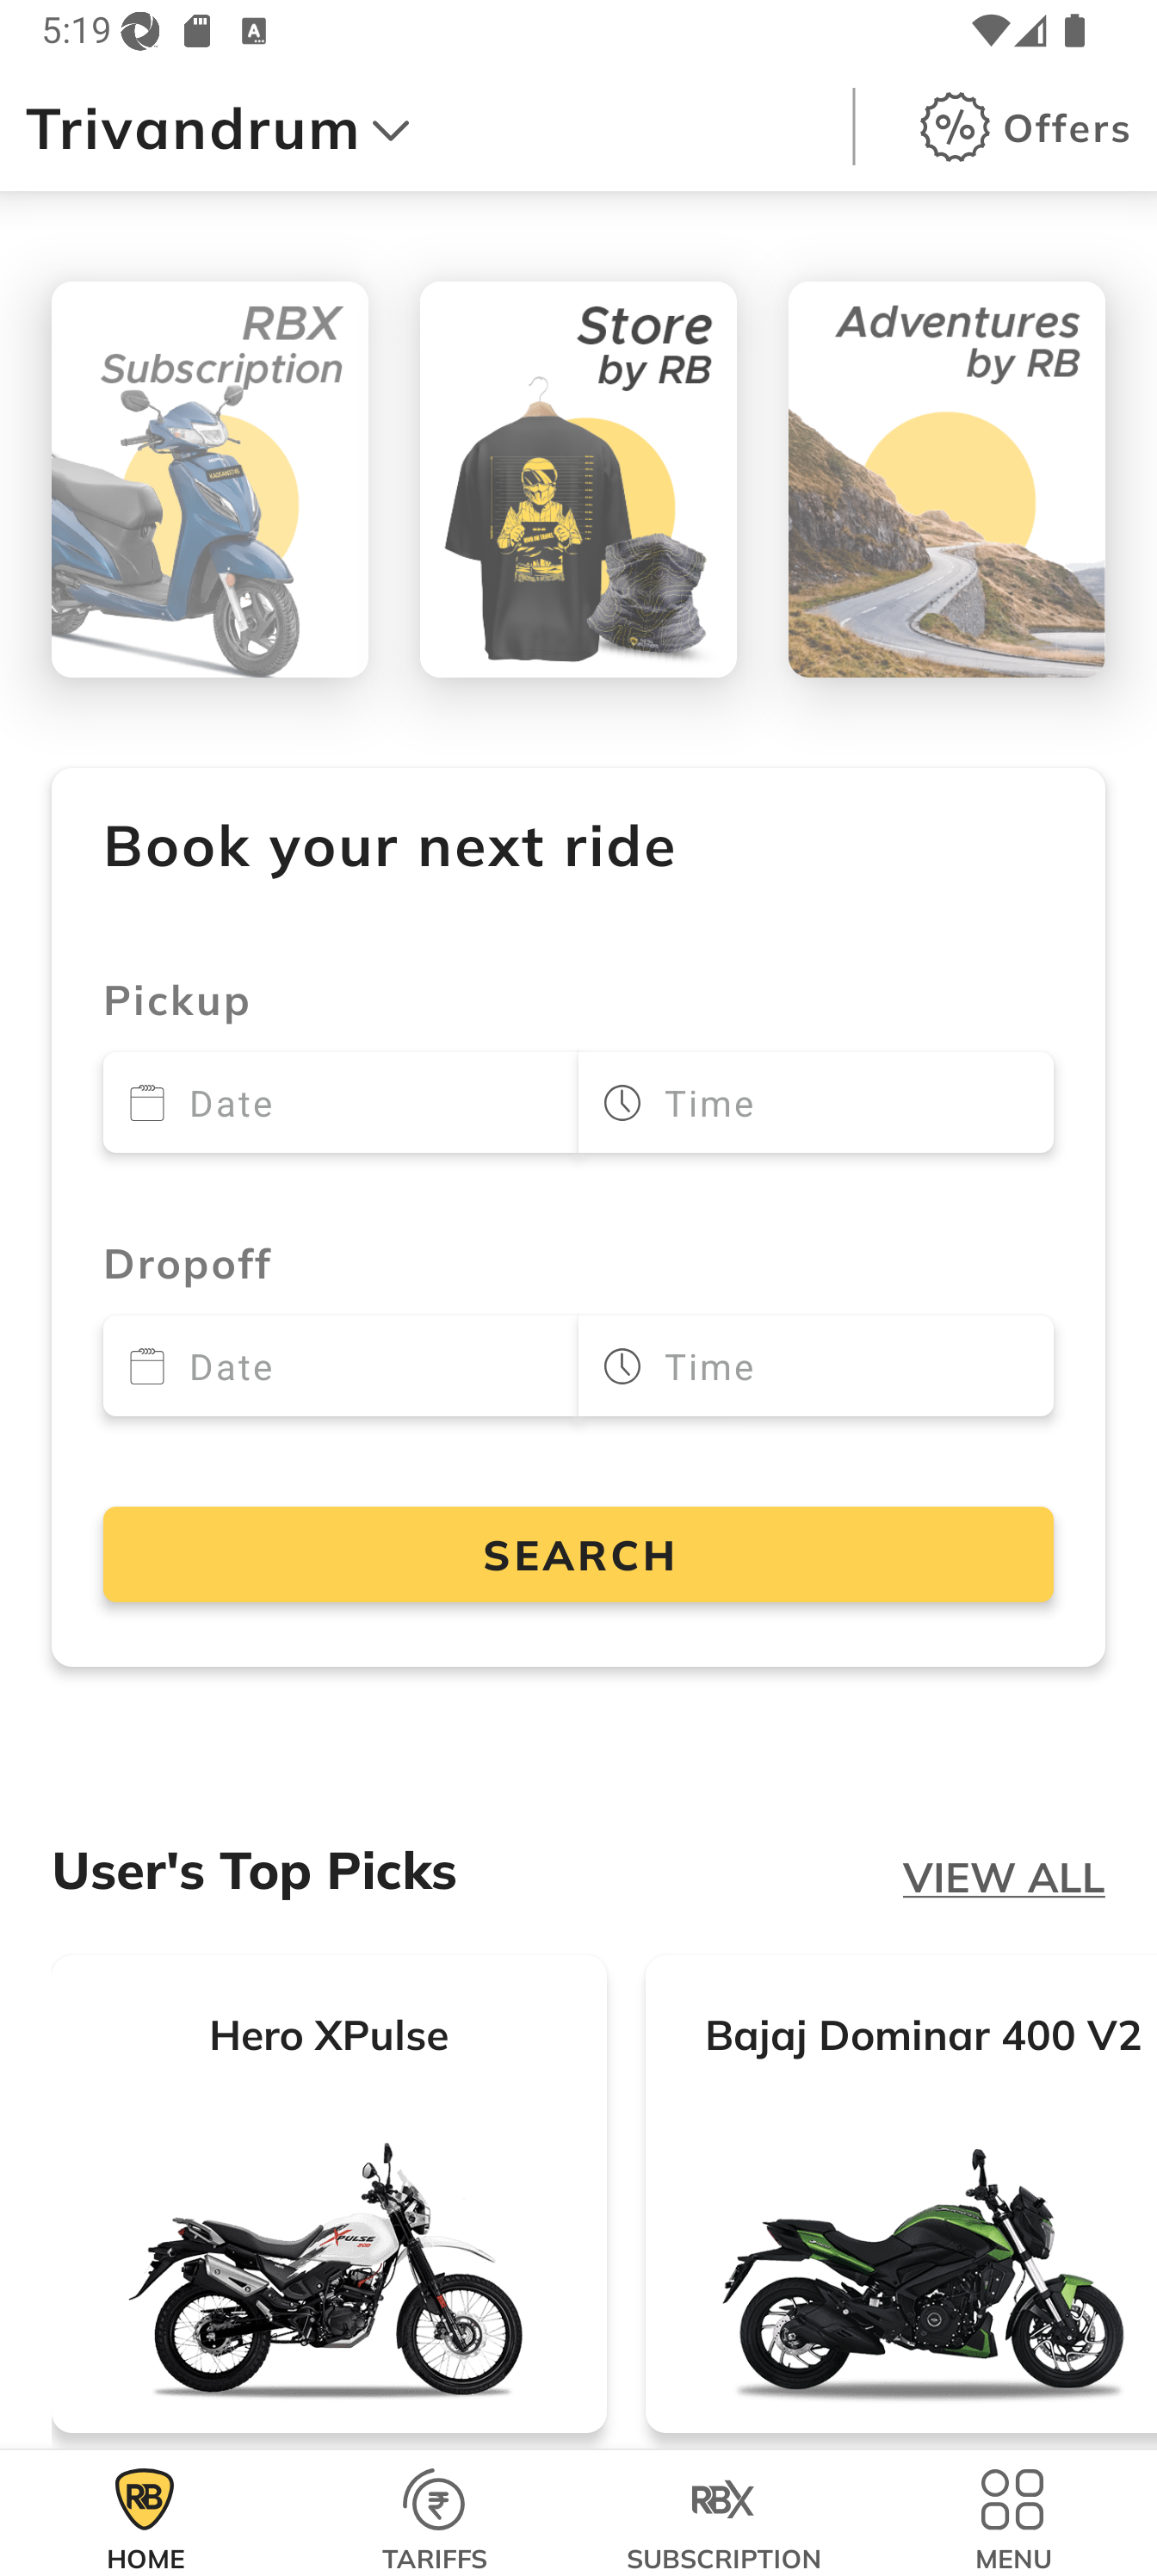 5:19
Trivandrum
Offers
RBX
Subscription
Store
by RB
Adventures
by RB
Book your next ride
Pickup
Date
Time
Dropoff
Date
Time
SEARCH
User's Top Picks
VIEW ALL
Hero XPulse
Bajaj Dominar 400 V2
XPULSE
200
RB
RBX
HOME
TARIFFS
SUBSCRIPTION
MENU